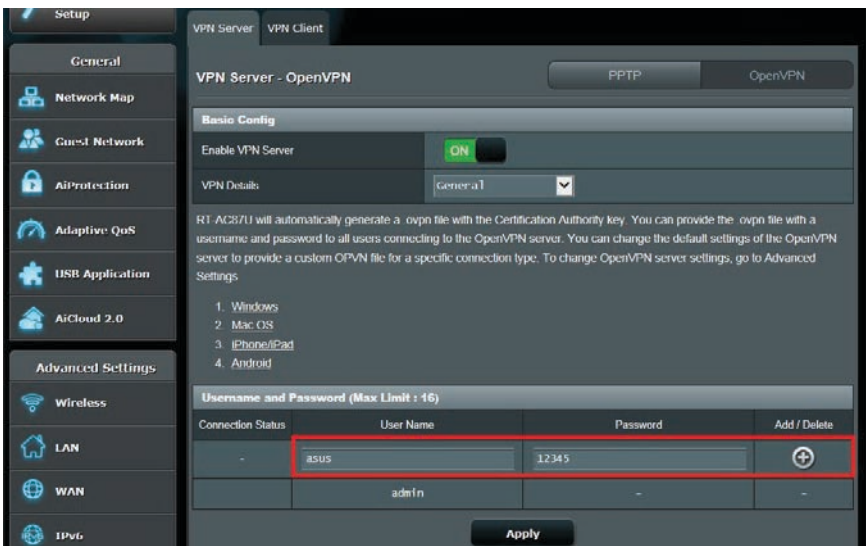 Setup
General
Network Map
Guest Network
AiProtection
Adaptive QoS
USB Application
AiCloud 2.0
Advanced Settings
Wireless
LAN
WAN
IPv6
VPN Server VPN Client
VPN Server - OpenVPN
PPTP OpenVPN
Basic Config
Enable VPN Server ON
VPN Details General
RT-AC87U will automatically generate a .ovpn file with the Certification Authority key. You can provide the .ovpn file with a
username and password to all users connecting to the OpenVPN server. You can change the default settings of the OpenVPN
server to provide a custom OPVN file for a specific connection type. To change OpenVPN server settings, go to Advanced
Settings
1. Windows
2. Mac OS
3. iPhone/iPad
4. Android
Username and Password (Max Limit : 16)
Connection Status User Name Password Add / Delete
- asus 12345
admin - -
Apply